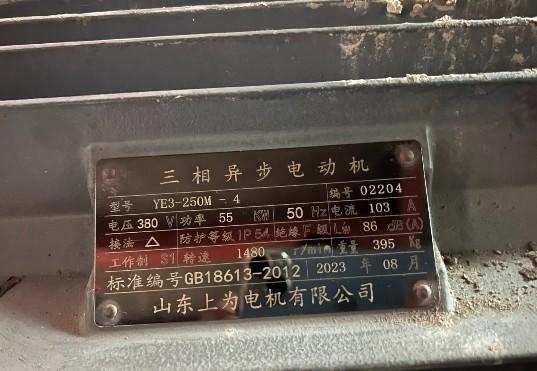 三相异步电动机
型号 YE3-250M-4 编号 02204
电压 380 V 功率 55 KW 50 Hz 电流 103 A
接法 △ 防护等级 IP54 绝缘 F 级 Lw 86 dB(A)
工作制 S1 转速 1480 r/min 重量 395 Kg
标准编号GB18613-2012 2023 年 08 月
山东上为电机有限公司